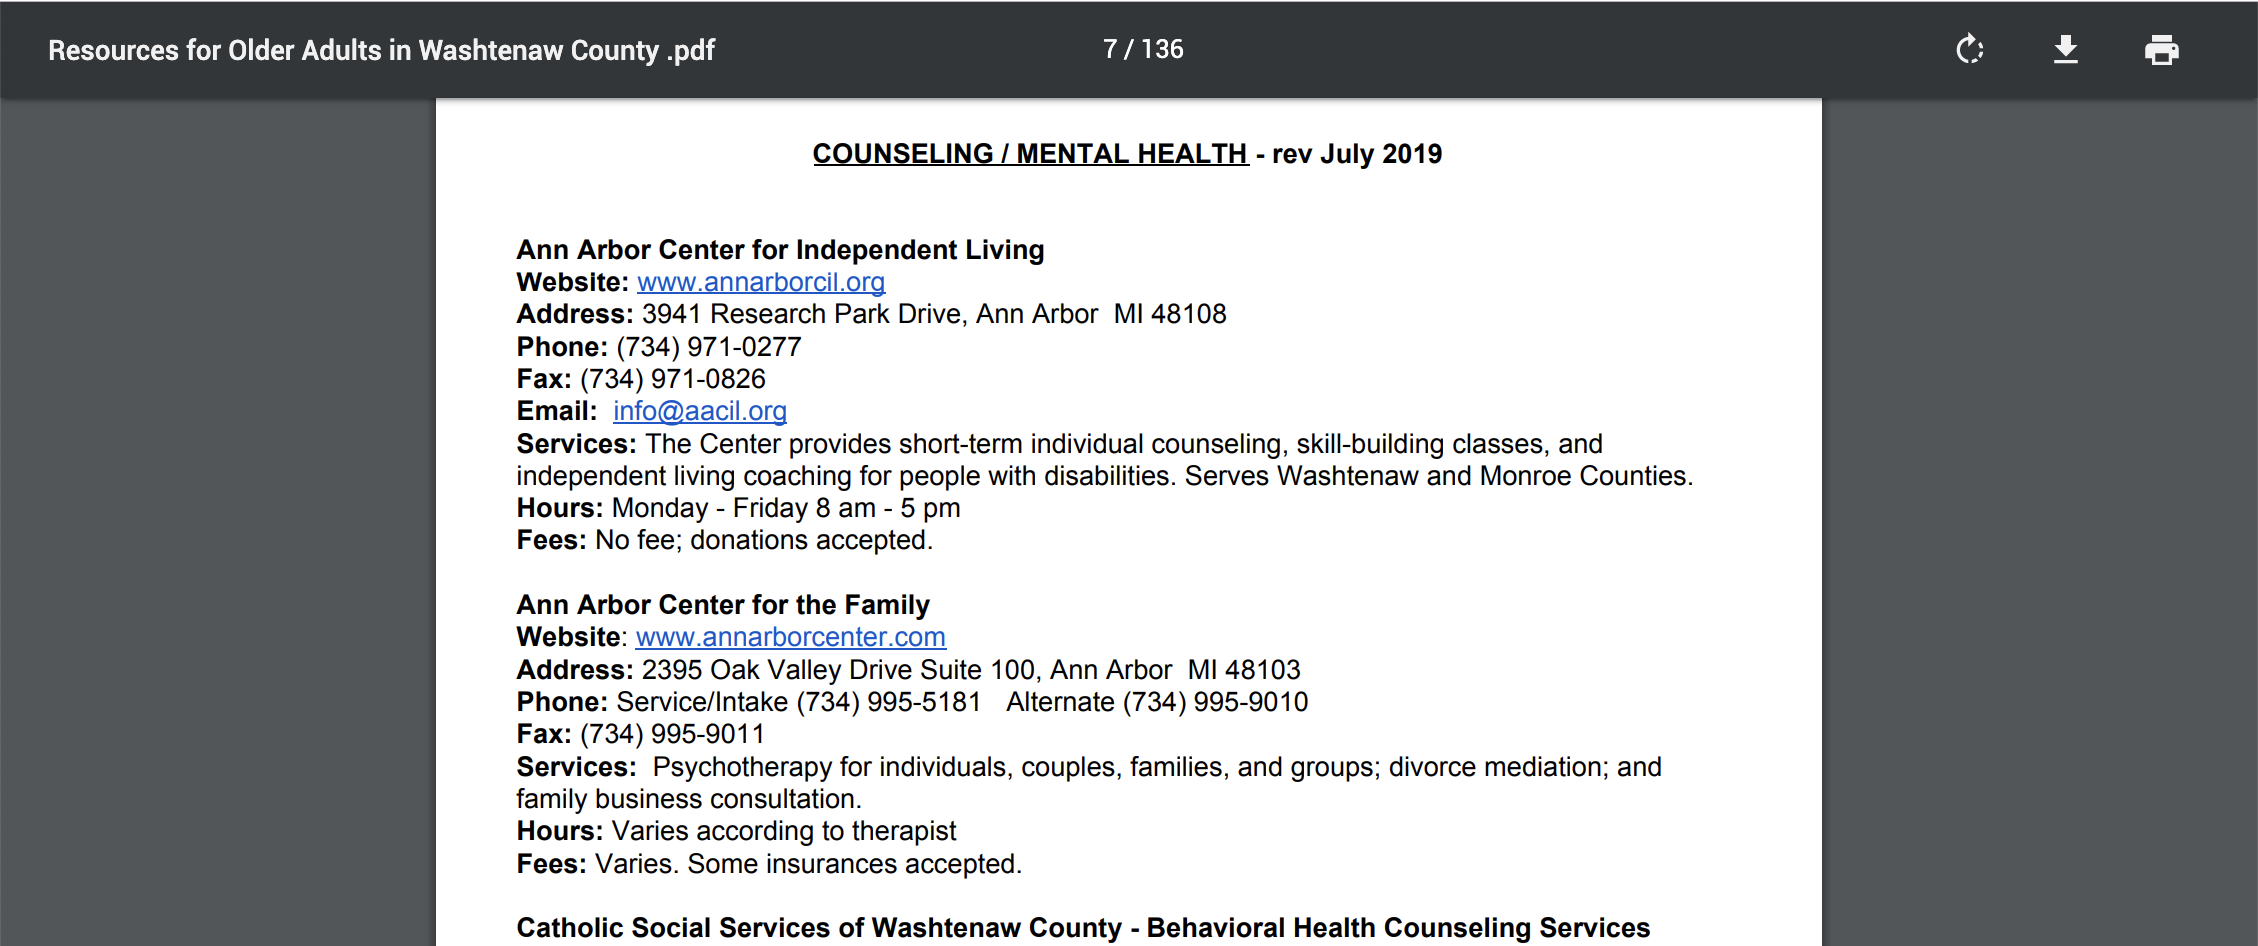 Resources for Older Adults in Washtenaw County .pdf
7 / 136
COUNSELING / MENTAL HEALTH - rev July 2019
Ann Arbor Center for Independent Living
Website: www.annarborcil.org
Address: 3941 Research Park Drive, Ann Arbor  MI 48108
Phone: (734) 971-0277
Fax: (734) 971-0826
Email:  info@aacil.org
Services: The Center provides short-term individual counseling, skill-building classes, and
independent living coaching for people with disabilities. Serves Washtenaw and Monroe Counties.
Hours: Monday - Friday 8 am - 5 pm
Fees: No fee; donations accepted.
Ann Arbor Center for the Family
Website: www.annarborcenter.com
Address: 2395 Oak Valley Drive Suite 100, Ann Arbor  MI 48103
Phone: Service/Intake (734) 995-5181   Alternate (734) 995-9010
Fax: (734) 995-9011
Services:  Psychotherapy for individuals, couples, families, and groups; divorce mediation; and
family business consultation.
Hours: Varies according to therapist
Fees: Varies. Some insurances accepted.
Catholic Social Services of Washtenaw County - Behavioral Health Counseling Services